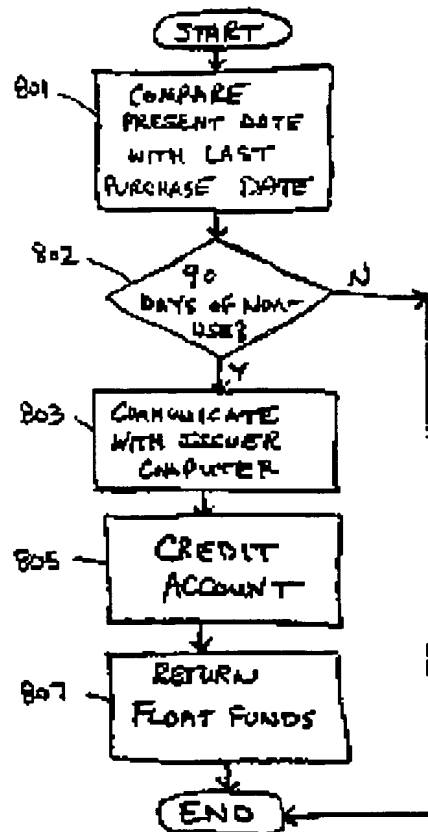 START
801
COMPARE
PRESENT DATE
WITH LAST
PURCHASE DATE
802
90
DAYS OF NON-
USE?
N
Y
803
COMMUNICATE
WITH ISSUER
COMPUTER
805
CREDIT
ACCOUNT
807
RETURN
FLOAT FUNDS
END